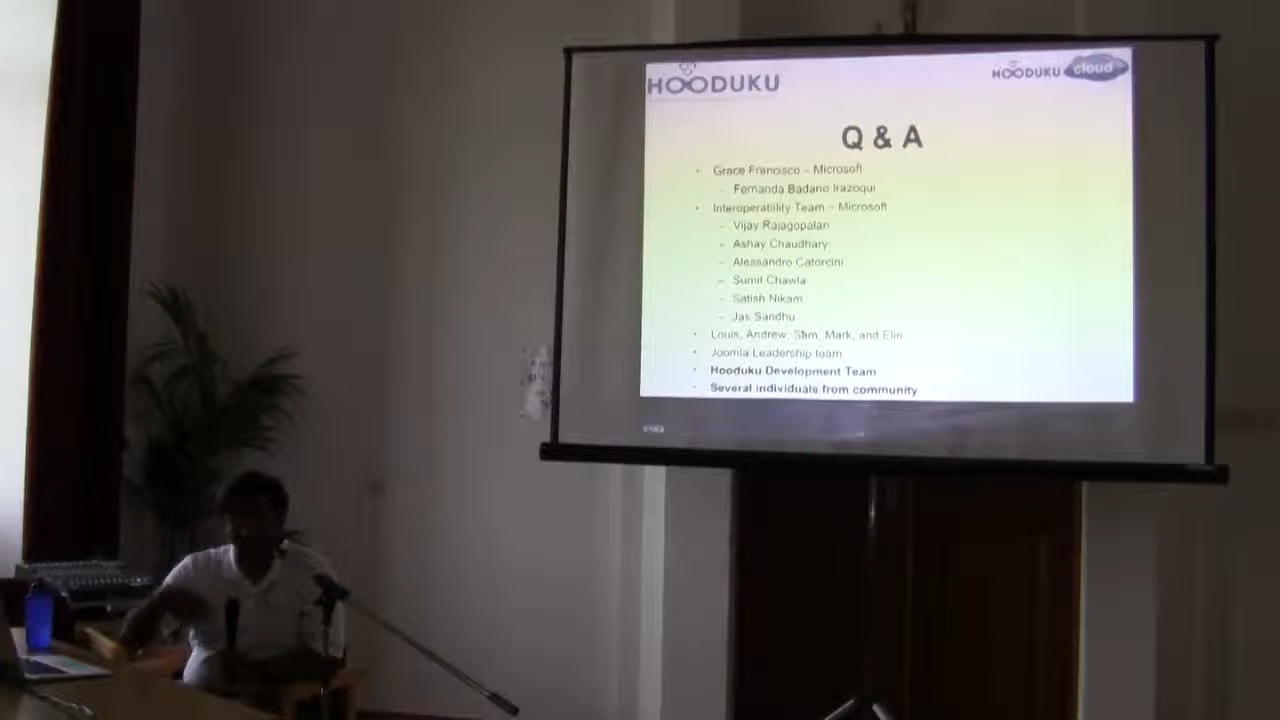 HOODUKU
HOODUKU cloud
Q & A
Grace Francisco – Microsoft
– Fernanda Badano Irazoqui
Interoperability Team – Microsoft
– Vijay Rajagopalan
– Ashay Chaudhary
– Alessandro Catorcini
– Sunil Chawla
– Satish Nikam
– Jas Sandhu
Louis, Andrew, Sam, Mark, and Elin
Joomla Leadership team
Hooduku Development Team
Several individuals from community